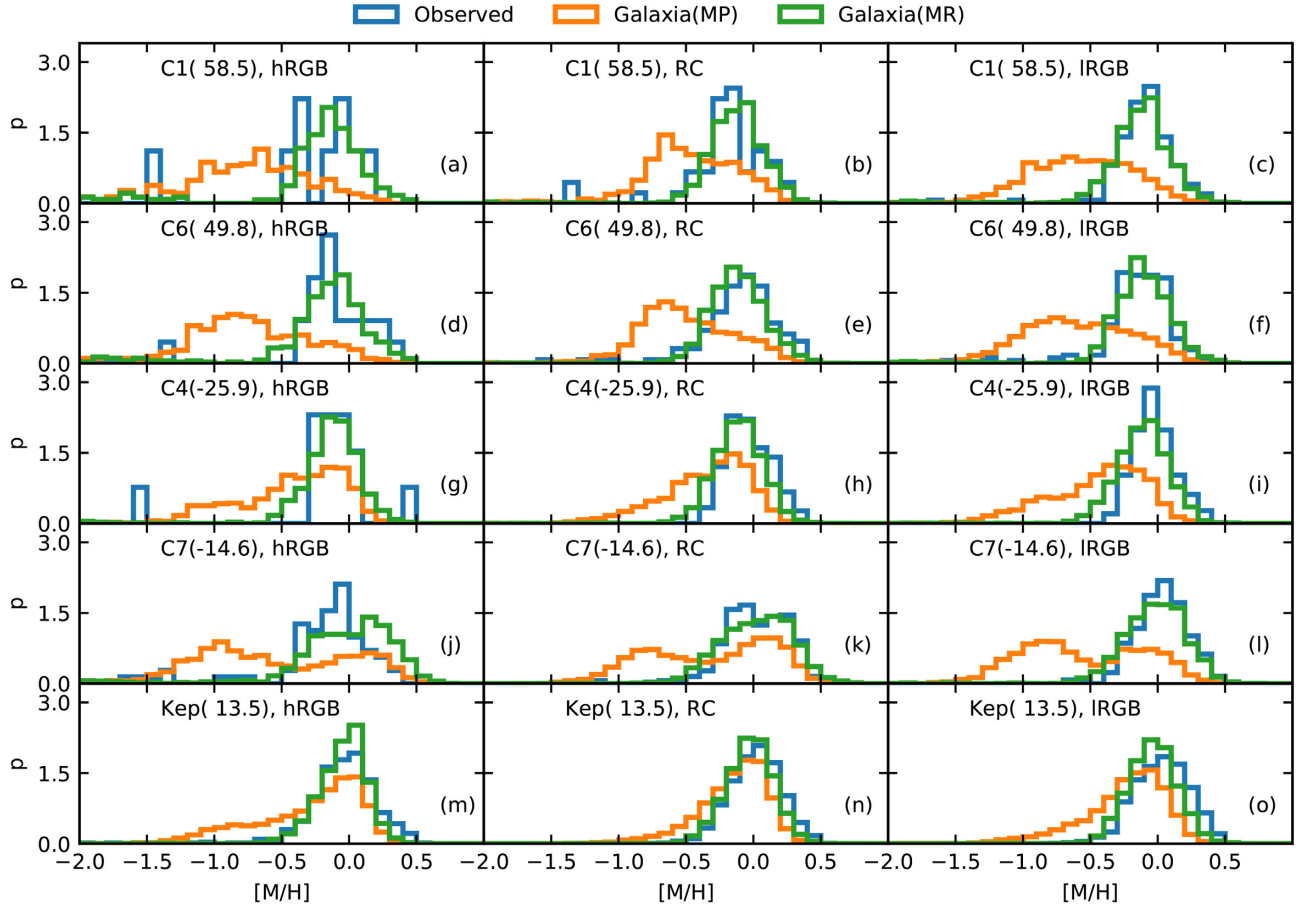 Observed Galaxia(MP) Galaxia(MR)
C1( 58.5), hRGB C1( 58.5), RC C1( 58.5), lRGB
3.0
p 1.5 (a) (b) (c)
0.0
C6( 49.8), hRGB C6( 49.8), RC C6( 49.8), lRGB
3.0
p 1.5 (d) (e) (f)
0.0
C4(-25.9), hRGB C4(-25.9), RC C4(-25.9), lRGB
3.0
p 1.5 (g) (h) (i)
0.0
C7(-14.6), hRGB C7(-14.6), RC C7(-14.6), lRGB
3.0
p 1.5 (j) (k) (l)
0.0
Kep( 13.5), hRGB Kep( 13.5), RC Kep( 13.5), lRGB
3.0
p 1.5 (m) (n) (o)
0.0
−2.0 −1.5 −1.0 −0.5 0.0 0.5 −2.0 −1.5 −1.0 −0.5 0.0 0.5 −2.0 −1.5 −1.0 −0.5 0.0 0.5
[M/H] [M/H] [M/H]